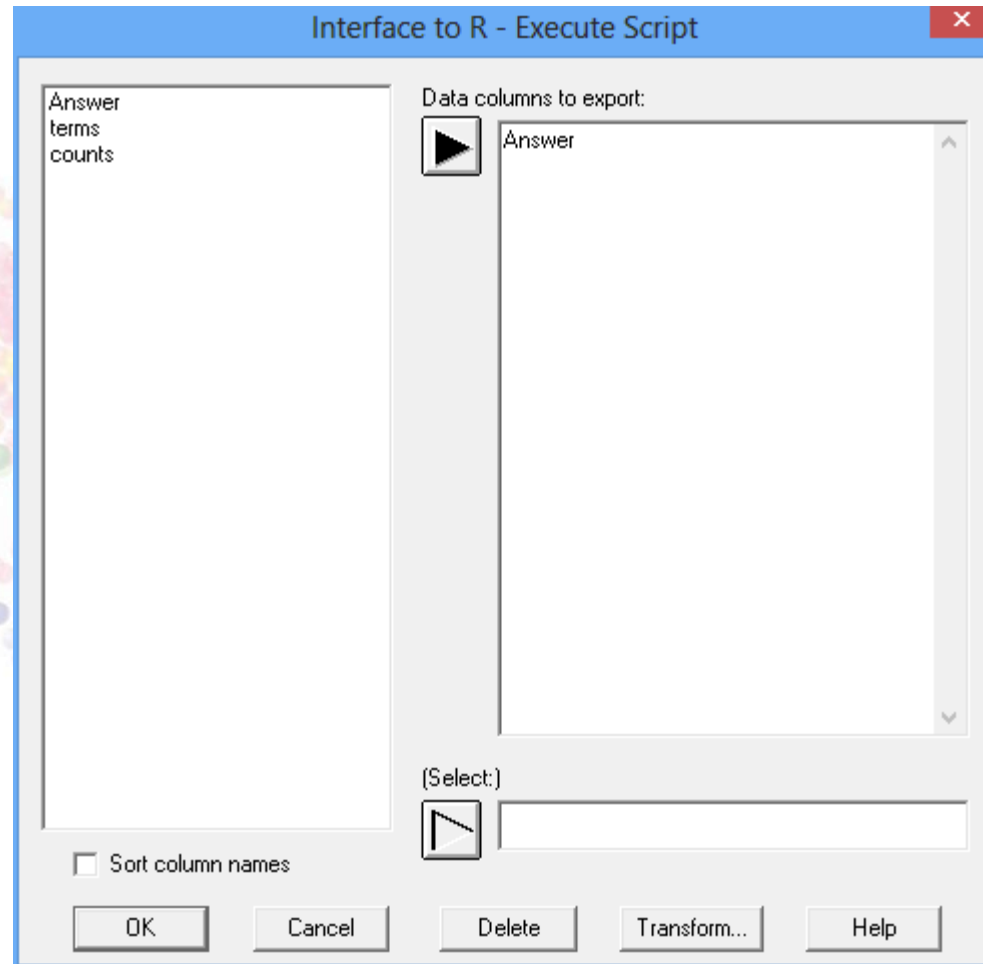 Interface to R - Execute Script
Answer
terms
counts
Data columns to export:
Answer
(Select:)
Sort column names
OK
Cancel
Delete
Transform...
Help